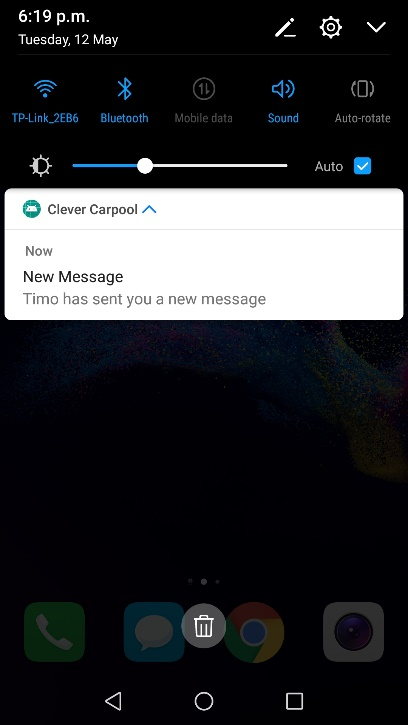 6:19 p.m.
Tuesday, 12 May
TP-Link_2EB6
Bluetooth
Mobile data
Sound
Auto-rotate
Auto
Clever Carpool
Now
New Message
Timo has sent you a new message